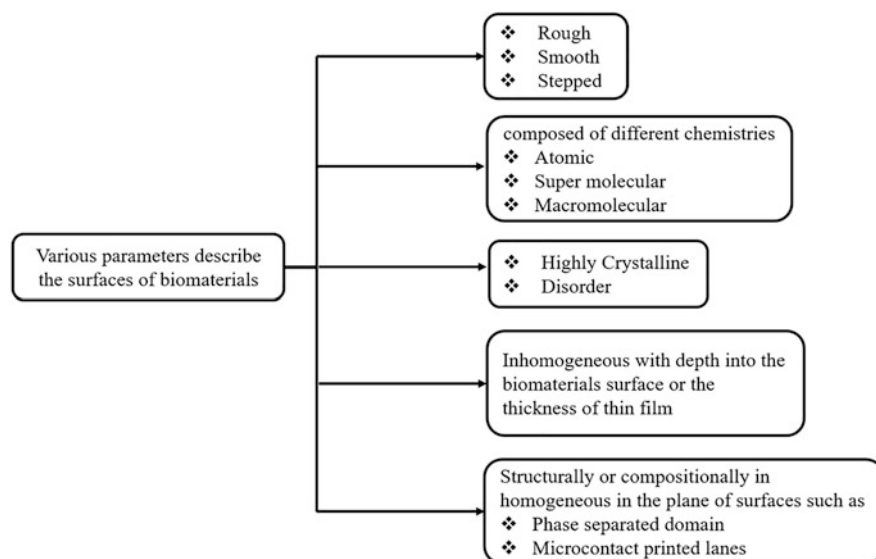 ❖ Rough
❖ Smooth
❖ Stepped
composed of different chemistries
❖ Atomic
❖ Super molecular
❖ Macromolecular
Various parameters describe
the surfaces of biomaterials
❖ Highly Crystalline
❖ Disorder
Inhomogeneous with depth into the
biomaterials surface or the
thickness of thin film
Structurally or compositionally in
homogeneous in the plane of surfaces such as
❖ Phase separated domain
❖ Microcontact printed lanes